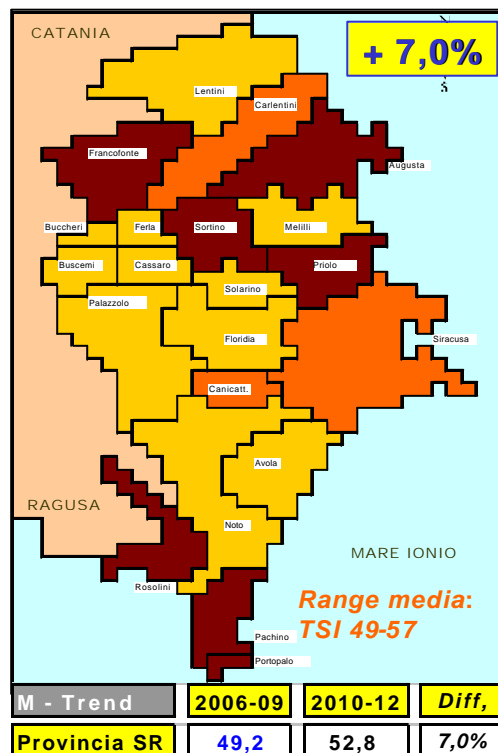 CATANIA
+ 7,0%
Lentini
Carlentini
Francofonte
Augusta
Buccheri
Ferla
Sortino
Melilli
Buscemi
Cassaro
Priolo
Solarino
Palazzolo
Floridia
Siracusa
Canicatt.
Avola
RAGUSA
Noto
MARE IONIO
Rosolini
Range media:
TSI 49-57
Pachino
Portopalo
M - Trend 2006-09 2010-12 Diff,
Provincia SR 49,2 52,8 7,0%